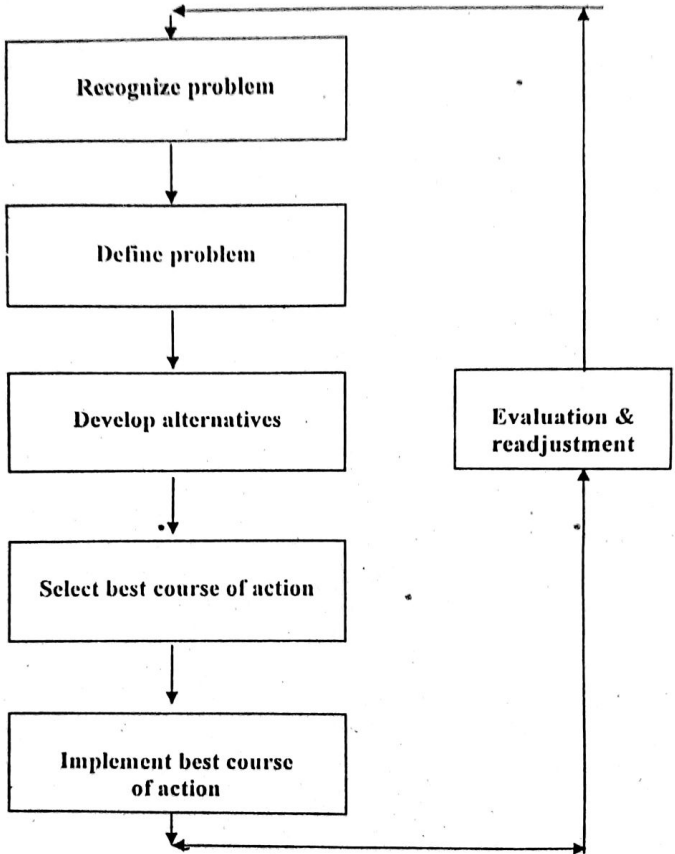 Recognize problem
Define problem
Develop alternatives
Evaluation &
readjustment
Select best course of action
Implement best course
of action